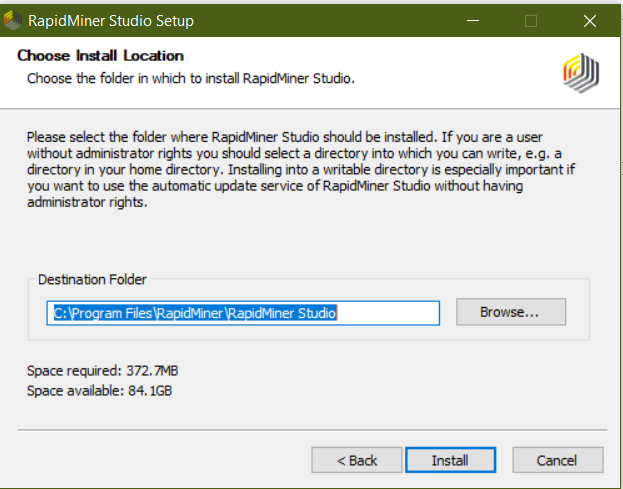 RapidMiner Studio Setup
Choose Install Location
Choose the folder in which to install RapidMiner Studio.
Please select the folder where RapidMiner Studio should be installed. If you are a user
without administrator rights you should select a directory into which you can write, e.g. a
directory in your home directory. Installing into a writable directory is especially important if
you want to use the automatic update service of RapidMiner Studio without having
administrator rights.
Destination Folder
C:\Program Files\RapidMiner\RapidMiner Studio
Browse...
Space required: 372.7MB
Space available: 84.1GB
< Back
Install
Cancel